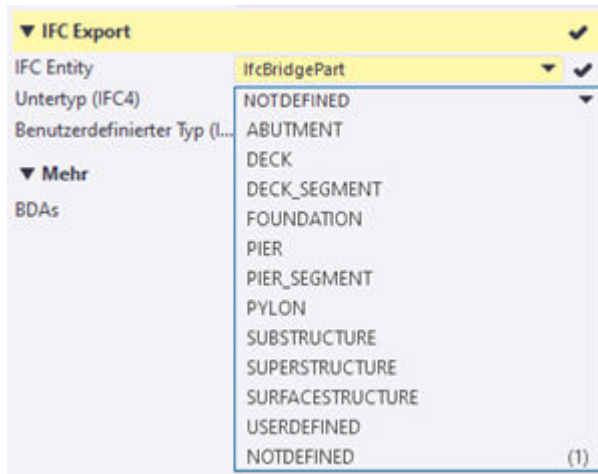 ▼ IFC Export
IFC Entity IfcBridgePart
Untertyp (IFC4) NOTDEFINED
Benutzerdefinierter Typ (I... ABUTMENT
DECK
▼ Mehr
DECK_SEGMENT
BDAs
FOUNDATION
PIER
PIER_SEGMENT
PYLON
SUBSTRUCTURE
SUPERSTRUCTURE
SURFACESTRUCTURE
USERDEFINED
NOTDEFINED (1)